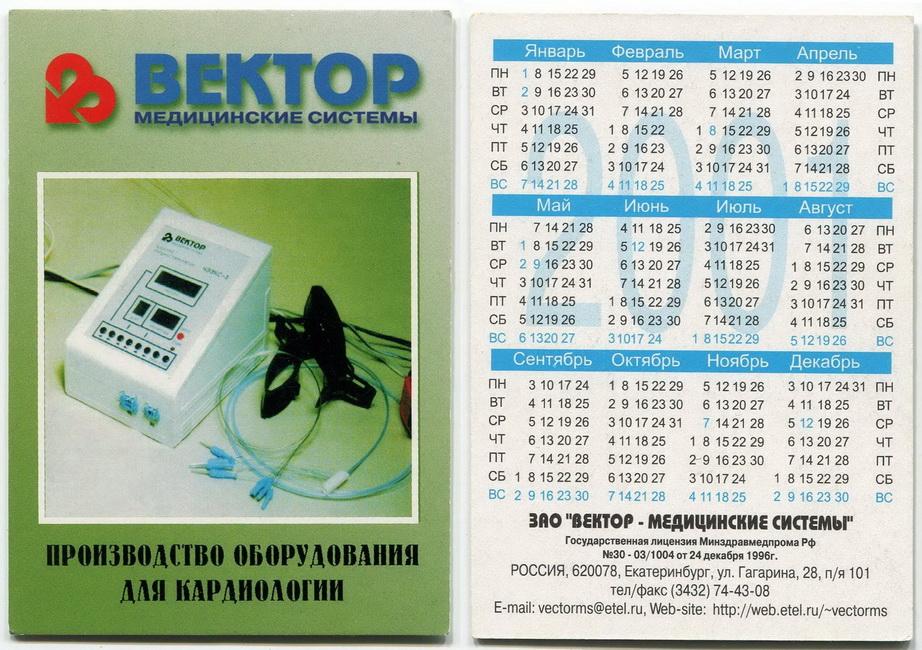 ВЕКТОР
МЕДИЦИНСКИЕ СИСТЕМЫ
ВЕКТОР
ПРОИЗВОДСТВО ОБОРУДОВАНИЯ
ДЛЯ КАРДИОЛОГИИ
2001
Январь Февраль Март Апрель
ПН 1 8 15 22 29 5 12 19 26 5 12 19 26 2 9 16 23 30 ПН
ВТ 2 9 16 23 30 6 13 20 27 6 13 20 27 3 10 17 24 ВТ
СР 3 10 17 24 31 7 14 21 28 7 14 21 28 4 11 18 25 СР
ЧТ 4 11 18 25 1 8 15 22 1 8 15 22 29 5 12 19 26 ЧТ
ПТ 5 12 19 26 2 9 16 23 2 9 16 23 30 6 13 20 27 ПТ
СБ 6 13 20 27 3 10 17 24 3 10 17 24 31 7 14 21 28 СБ
ВС 7 14 21 28 4 11 18 25 4 11 18 25 1 8 15 22 29 ВС
Май Июнь Июль Август
ПН 7 14 21 28 4 11 18 25 2 9 16 23 30 6 13 20 27 ПН
ВТ 1 8 15 22 29 5 12 19 26 3 10 17 24 31 7 14 21 28 ВТ
СР 2 9 16 23 30 6 13 20 27 4 11 18 25 1 8 15 22 29 СР
ЧТ 3 10 17 24 31 7 14 21 28 5 12 19 26 2 9 16 23 30 ЧТ
ПТ 4 11 18 25 1 8 15 22 29 6 13 20 27 3 10 17 24 31 ПТ
СБ 5 12 19 26 2 9 16 23 30 7 14 21 28 4 11 18 25 СБ
ВС 6 13 20 27 3 10 17 24 1 8 15 22 29 5 12 19 26 ВС
Сентябрь Октябрь Ноябрь Декабрь
ПН 3 10 17 24 1 8 15 22 29 5 12 19 26 3 10 17 24 31 ПН
ВТ 4 11 18 25 2 9 16 23 30 6 13 20 27 4 11 18 25 ВТ
СР 5 12 19 26 3 10 17 24 31 7 14 21 28 5 12 19 26 СР
ЧТ 6 13 20 27 4 11 18 25 1 8 15 22 29 6 13 20 27 ЧТ
ПТ 7 14 21 28 5 12 19 26 2 9 16 23 30 7 14 21 28 ПТ
СБ 1 8 15 22 29 6 13 20 27 3 10 17 24 1 8 15 22 29 СБ
ВС 2 9 16 23 30 7 14 21 28 4 11 18 25 2 9 16 23 30 ВС
ЗАО "ВЕКТОР - МЕДИЦИНСКИЕ СИСТЕМЫ"
Государственная лицензия Минздравмедпрома Рф
№30 - 03/1004 от 24 декабря 1996г.
РОССИЯ, 620078, Екатеринбург, ул. Гагарина, 28, п/я 101
тел/факс (3432) 74-43-08
E-mail: vectorms@etel.ru, Web-site: http://web.etel.ru/~vectorms